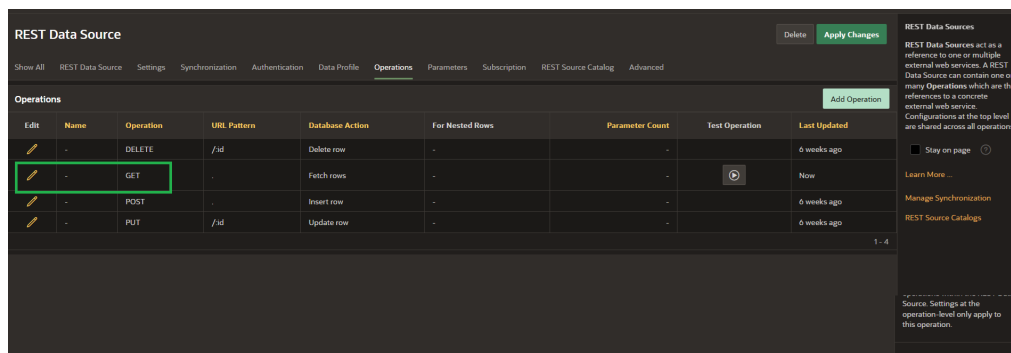 REST Data Source
Delete
Apply Changes
Show All REST Data Source Settings Synchronization Authentication Data Profile Operations Parameters Subscription REST Source Catalog Advanced
Operations
Add Operation
Edit Name Operation URL Pattern Database Action For Nested Rows Parameter Count Test Operation Last Updated
- DELETE /:id Delete row - - 6 weeks ago
- GET . Fetch rows - - Now
- POST . Insert row - - 6 weeks ago
- PUT /:id Update row - - 6 weeks ago
1 - 4
REST Data Sources
REST Data Sources act as a
reference to one or multiple
external web services. A REST
Data Source can contain one o
many Operations which are th
references to a concrete
external web service.
Configurations at the top level
are shared across all operation
Stay on page ?
Learn More ...
Manage Synchronization
REST Source Catalogs
Source. Settings at the
operation-level only apply to
this operation.